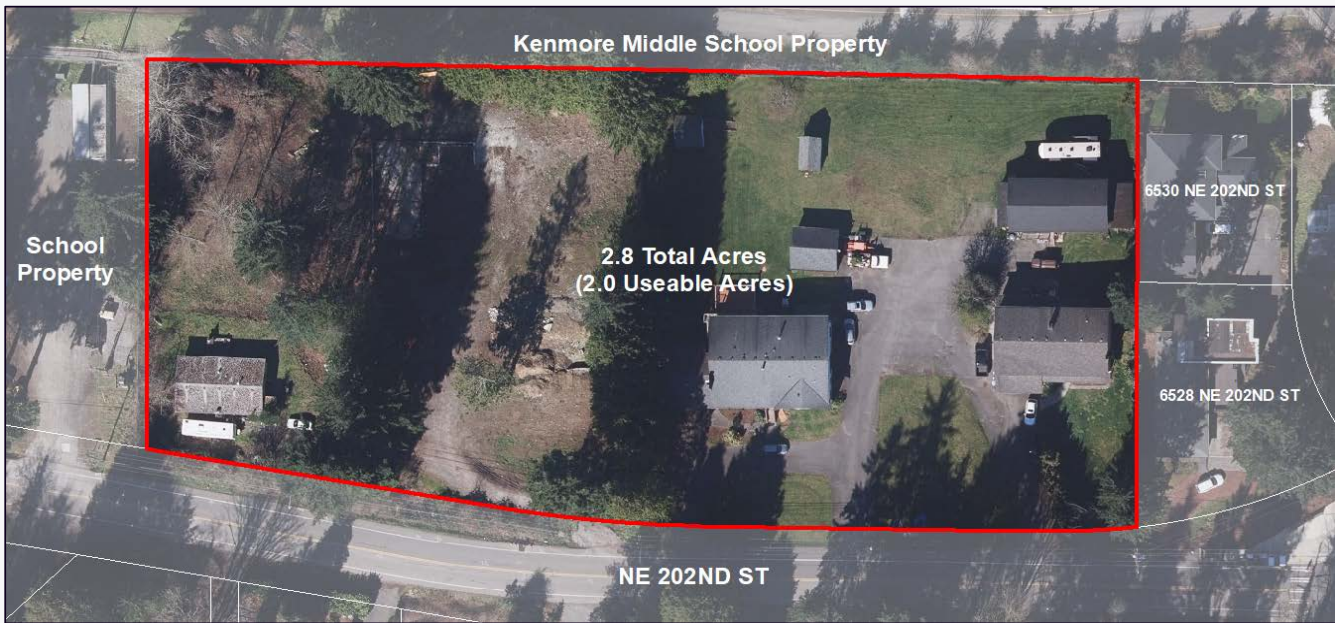 Kenmore Middle School Property
School
Property
2.8 Total Acres
(2.0 Useable Acres)
6530 NE 202ND ST
6528 NE 202ND ST
NE 202ND ST